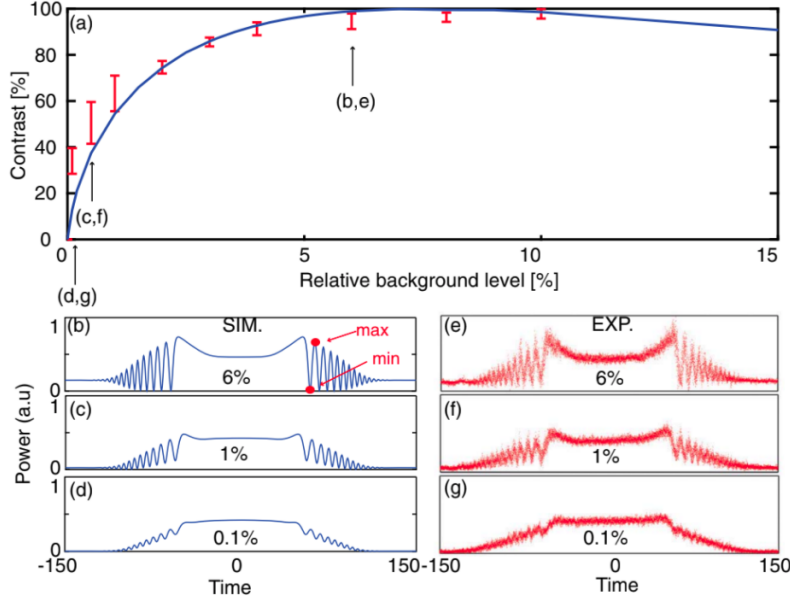 (a)
100
80
60
40
20
0
Contrast [%]
(b,e)
(c,f)
(d,g)
0 5 10 15
Relative background level [%]
(b) SIM.
1
0
max
min
6%
(c)
1
0
1%
(d)
1
0
0.1%
Power (a.u)
-150 0 150
Time
(e) EXP.
6%
(f)
1%
(g)
0.1%
-150 0 150
Time